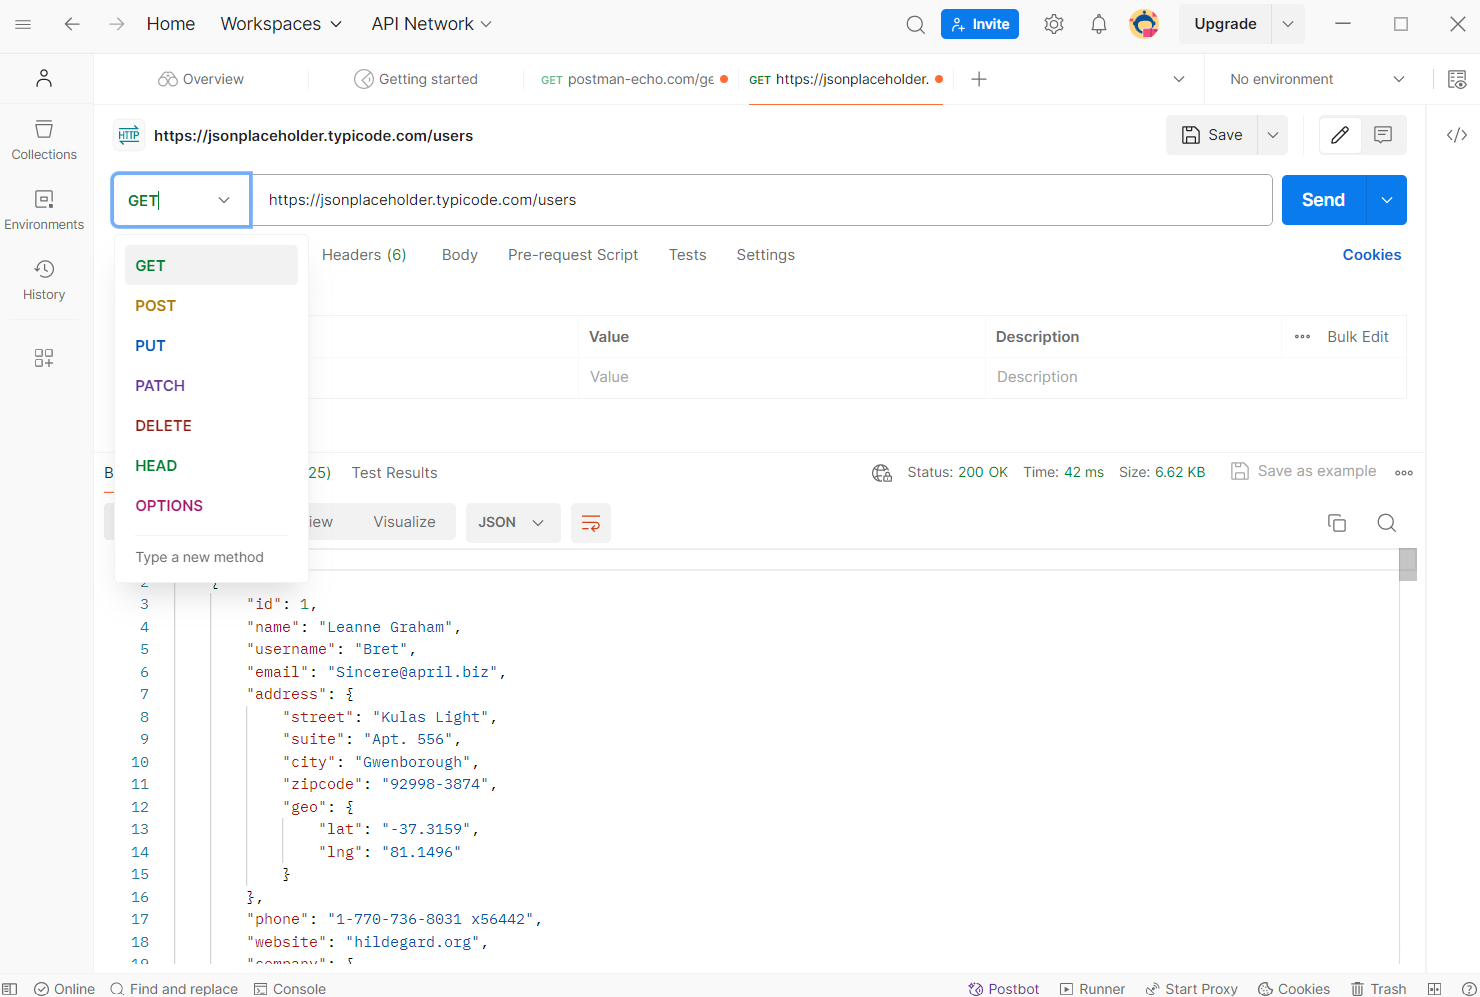 Home Workspaces API Network Invite Upgrade
Overview Getting started GET postman-echo.com/ge GET https://jsonplaceholder. No environment
HTTP https://jsonplaceholder.typicode.com/users Save
Collections
Environments
History
GET https://jsonplaceholder.typicode.com/users Send
Headers (6) Body Pre-request Script Tests Settings Cookies
GET
POST
PUT
PATCH
DELETE
HEAD
OPTIONS
Type a new method
Value Description Bulk Edit
Value Description
B 25) Test Results Status: 200 OK Time: 42 ms Size: 6.62 KB Save as example
iew Visualize JSON
2 {
3 "id": 1,
4 "name": "Leanne Graham",
5 "username": "Bret",
6 "email": "Sincere@april.biz",
7 "address": {
8 "street": "Kulas Light",
9 "suite": "Apt. 556",
10 "city": "Gwenborough",
11 "zipcode": "92998-3874",
12 "geo": {
13 "lat": "-37.3159",
14 "lng": "81.1496"
15 }
16 },
17 "phone": "1-770-736-8031 x56442",
18 "website": "hildegard.org",
19 "company": {
Online Find and replace Console Postbot Runner Start Proxy Cookies Trash